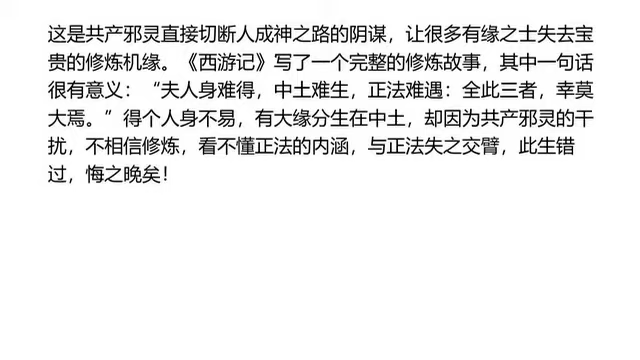 这是共产邪灵直接切断人成神之路的阴谋，让很多有缘之士失去宝
贵的修炼机缘。《西游记》写了一个完整的修炼故事，其中一句话
很有意义：“夫人身难得，中土难生，正法难遇：全此三者，幸莫
大焉。”得个人身不易，有大缘分生在中土，却因为共产邪灵的干
扰，不相信修炼，看不懂正法的内涵，与正法失之交臂，此生错
过，悔之晚矣！